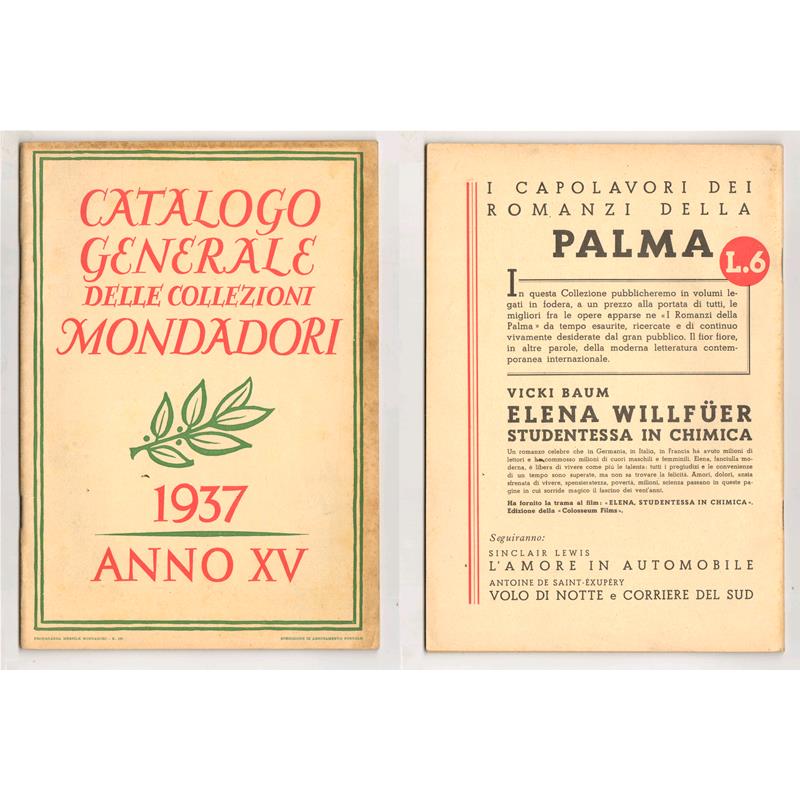 CATALOGO
GENERALE
DELLE COLLEZIONI
MONDADORI
1937
ANNO XV
PROPAGANDA MENSILE MONDADORI - N.
SPEDIZIONE IN ABBONAMENTO POSTALE
I CAPOLAVORI DEI
ROMANZI DELLA
PALMA
L.6
In questa Collezione pubblicheremo in volumi le-
gati in fodera, a un prezzo alla portata di tutti, le
migliori fra le opere apparse ne «I Romanzi della
Palma» da tempo esaurite, ricercate e di continuo
vivamente desiderate dal gran pubblico. Il fior fiore,
in altre parole, della moderna letteratura contem-
poranea internazionale.
VICKI BAUM
ELENA WILLFÜER
STUDENTESSA IN CHIMICA
Un romanzo celebre che in Germania, in Italia, in Francia ha avuto milioni di
lettori e ha commosso milioni di cuori maschili e femminili. Elena, fanciulla mo-
derna, è libera di vivere come più le talenta: tutti i pregiudizi e le convenienze
di un tempo sono superate, ma non sa trovare la felicità. Amori, dolori, ansia
sfrenata di vivere, spensieratezza, povertà, milioni, scienza passano in queste pa-
gine in cui sorride magico il fascino dei vent'anni.
Ha fornito la trama al film: «ELENA, STUDENTESSA IN CHIMICA».
Edizione della «Colosseum Films».
Seguiranno:
SINCLAIR LEWIS
L'AMORE IN AUTOMOBILE
ANTOINE DE SAINT-ÉXUPÉRY
VOLO DI NOTTE e CORRIERE DEL SUD